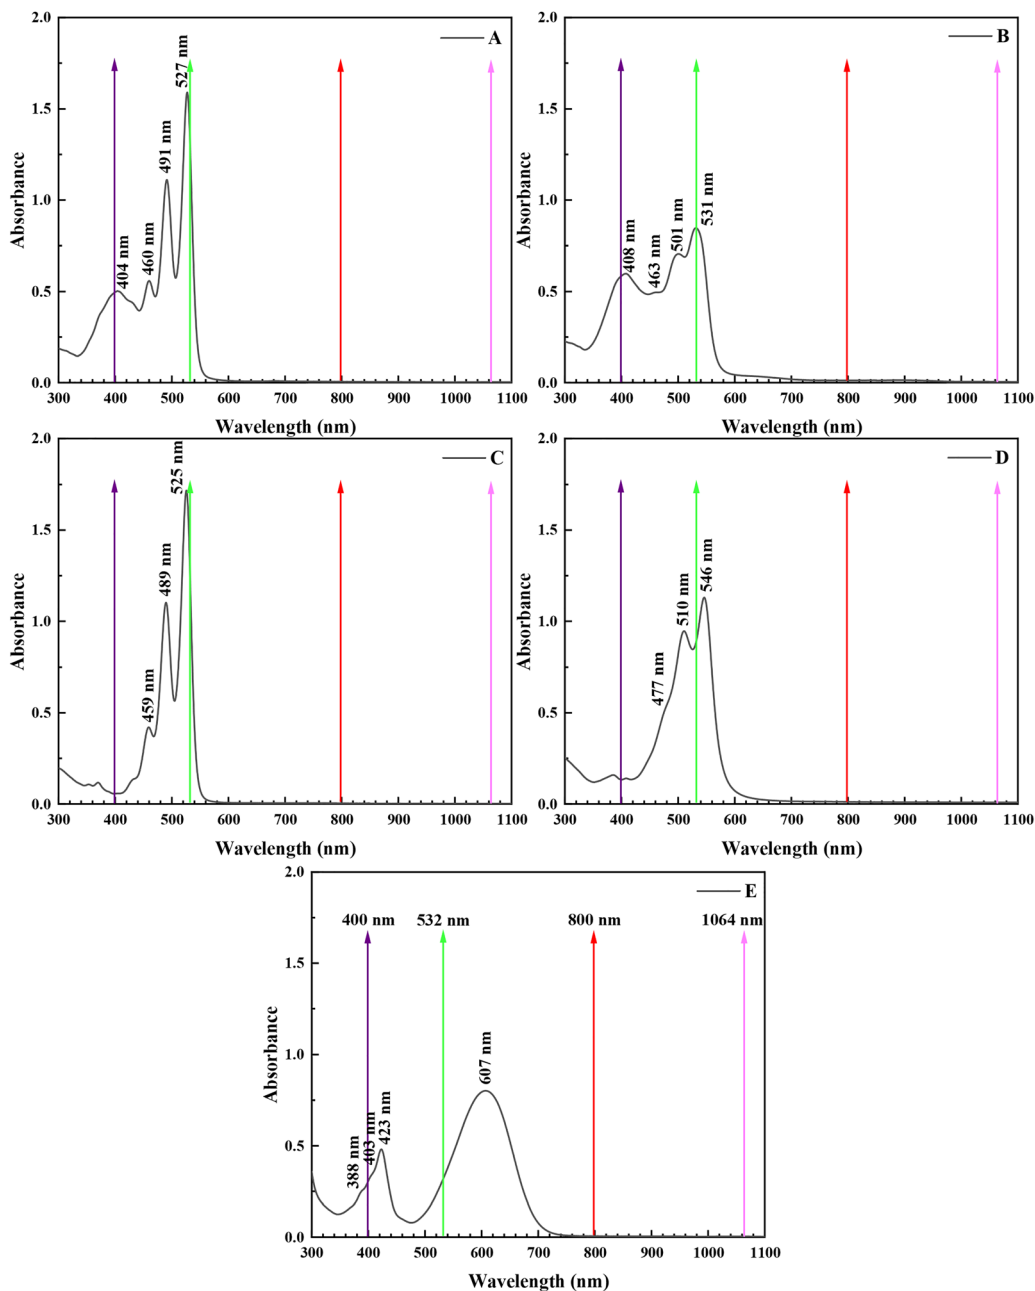 A
2.0
1.5
1.0
0.5
0.0
404 nm
460 nm
491 nm
527 nm
300 400 500 600 700 800 900 1000 1100
Absorbance
Wavelength (nm)
B
2.0
1.5
1.0
0.5
0.0
408 nm
463 nm
501 nm
531 nm
300 400 500 600 700 800 900 1000 1100
Absorbance
Wavelength (nm)
C
2.0
1.5
1.0
0.5
0.0
459 nm
489 nm
525 nm
300 400 500 600 700 800 900 1000 1100
Absorbance
Wavelength (nm)
D
2.0
1.5
1.0
0.5
0.0
477 nm
510 nm
546 nm
300 400 500 600 700 800 900 1000 1100
Absorbance
Wavelength (nm)
E
400 nm 532 nm 800 nm 1064 nm
2.0
1.5
1.0
0.5
0.0
388 nm
403 nm
423 nm
607 nm
300 400 500 600 700 800 900 1000 1100
Absorbance
Wavelength (nm)